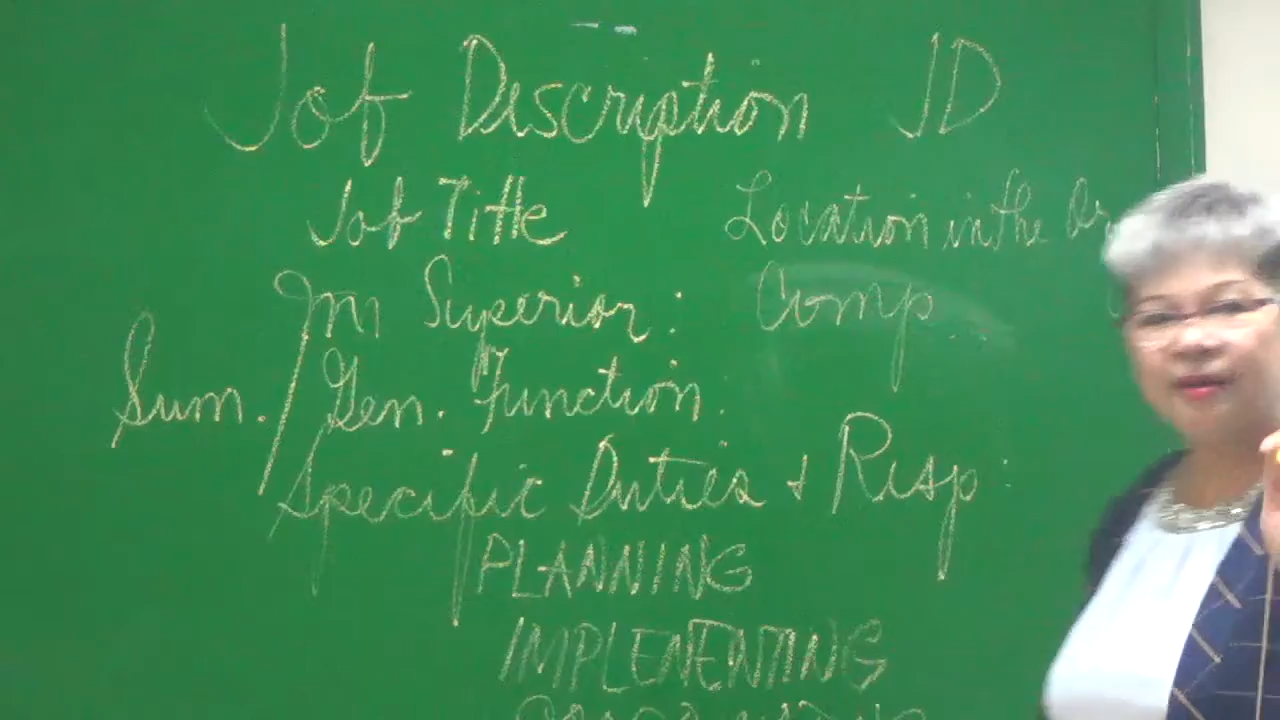 Job Description JD
Job Title Location in the Or
Im Superior: Comp.
Sum. / Gen. Function:
Specific Duties & Resp:
PLANNING
IMPLEMENTING